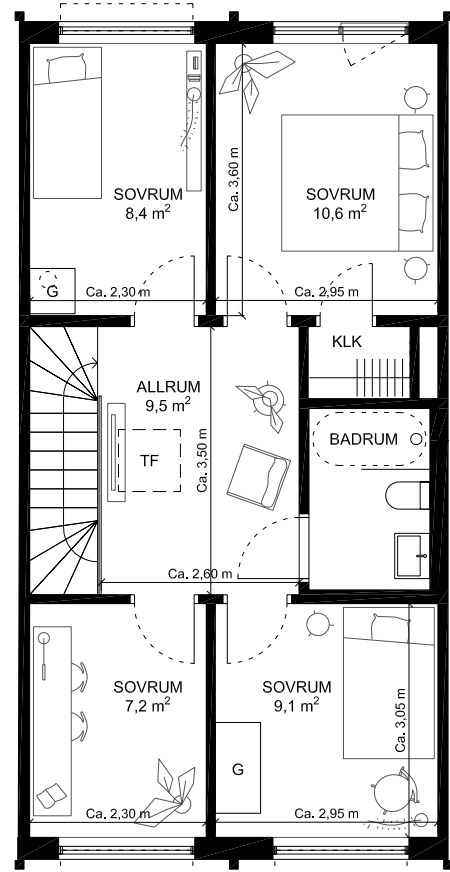 SOVRUM
8,4 m²
SOVRUM
10,6 m²
Ca. 3,60 m
G
Ca. 2,30 m
Ca. 2,95 m
KLK
ALLRUM
9,5 m²
BADRUM
TF
Ca. 3,50 m
Ca. 2,60 m
SOVRUM
7,2 m²
SOVRUM
9,1 m²
Ca. 3,05 m
G
Ca. 2,30 m
Ca. 2,95 m